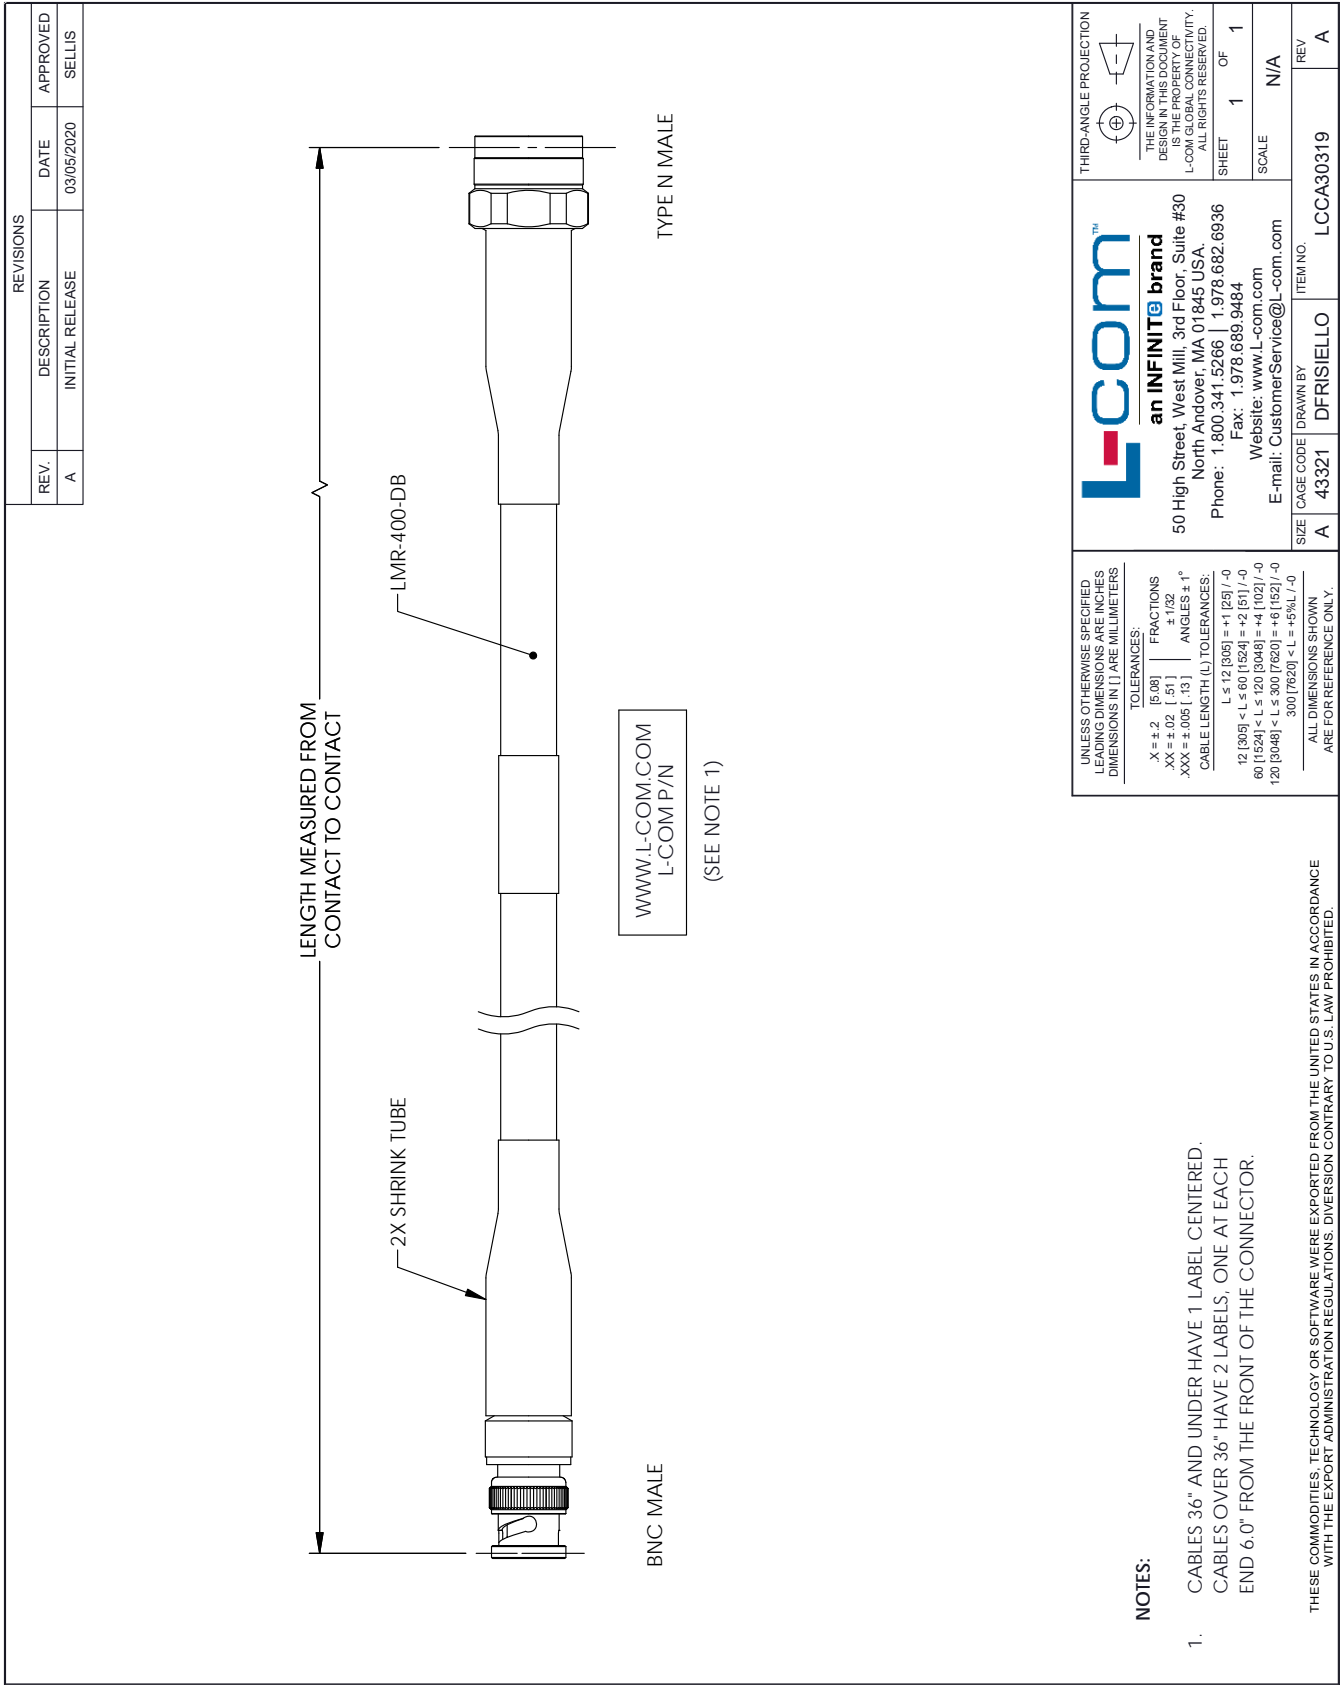 REVISIONS
REV. DESCRIPTION DATE APPROVED
A INITIAL RELEASE 03/05/2020 SELLIS
LENGTH MEASURED FROM
CONTACT TO CONTACT
2X SHRINK TUBE
LMR-400-DB
BNC MALE
TYPE N MALE
WWW.L-COM.COM
L-COM P/N
(SEE NOTE 1)
NOTES:
1. CABLES 36" AND UNDER HAVE 1 LABEL CENTERED.
CABLES OVER 36" HAVE 2 LABELS, ONE AT EACH
END 6.0" FROM THE FRONT OF THE CONNECTOR.
THESE COMMODITIES, TECHNOLOGY OR SOFTWARE WERE EXPORTED FROM THE UNITED STATES IN ACCORDANCE
WITH THE EXPORT ADMINISTRATION REGULATIONS. DIVERSION CONTRARY TO U.S. LAW PROHIBITED.
UNLESS OTHERWISE SPECIFIED
LEADING DIMENSIONS ARE INCHES
DIMENSIONS IN [ ] ARE MILLIMETERS
TOLERANCES:
.X = ± .2 [5.08] FRACTIONS
.XX = ± .02 [ .51 ] ± 1/32
.XXX = ± .005 [ .13 ] ANGLES ± 1°
CABLE LENGTH (L) TOLERANCES:
L ≤ 12 [305] = +1 [25] / -0
12 [305] < L ≤ 60 [1524] = +2 [51] / -0
60 [1524] < L ≤ 120 [3048] = +4 [102] / -0
120 [3048] < L ≤ 300 [7620] = +6 [152] / -0
300 [7620] < L = +5%L / -0
ALL DIMENSIONS SHOWN
ARE FOR REFERENCE ONLY.
L-com™
an INFINITe brand
50 High Street, West Mill, 3rd Floor, Suite #30
North Andover, MA 01845 USA.
Phone: 1.800.341.5266 | 1.978.682.6936
Fax: 1.978.689.9484
Website: www.L-com.com
E-mail: CustomerService@L-com.com
THIRD-ANGLE PROJECTION
THE INFORMATION AND
DESIGN IN THIS DOCUMENT
IS THE PROPERTY OF
L-COM GLOBAL CONNECTIVITY.
ALL RIGHTS RESERVED.
SHEET 1 OF 1
SCALE N/A
SIZE CAGE CODE DRAWN BY ITEM NO. REV
A 43321 DFRISIELLO LCCA30319 A